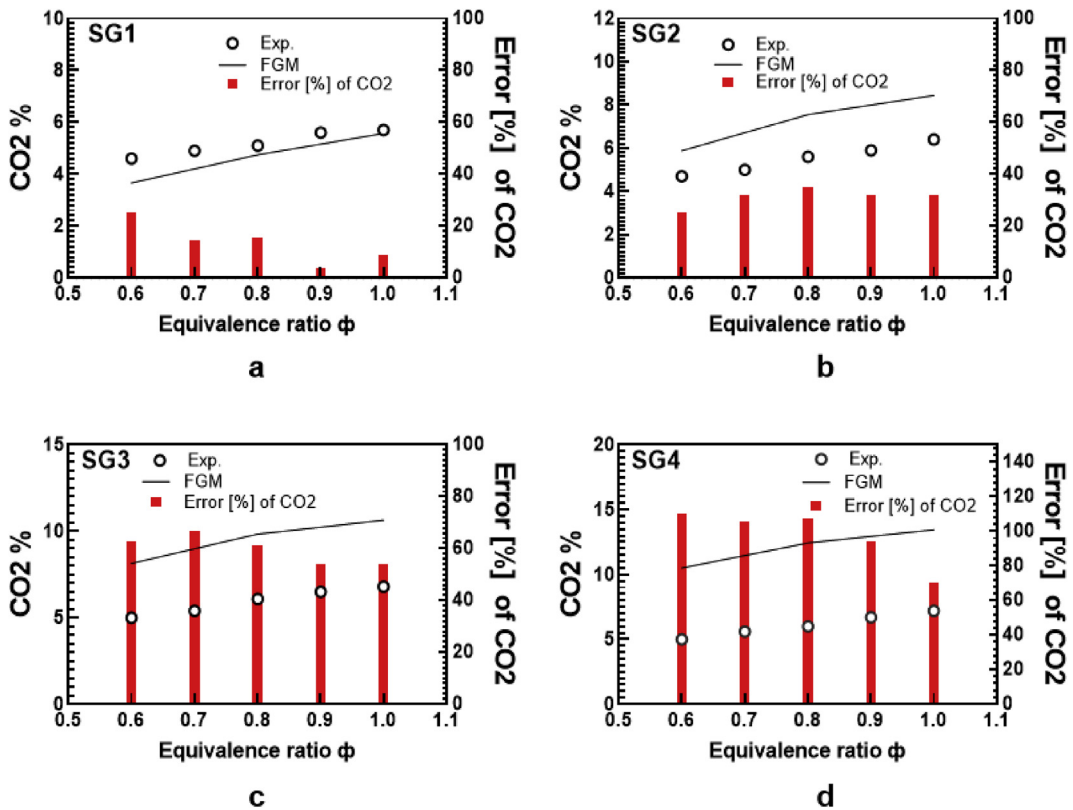 SG1
Exp.
FGM
Error [%] of CO2
10
8
6
4
2
0
100
80
60
40
20
0
0.5 0.6 0.7 0.8 0.9 1.0 1.1
CO2 %
Error [%] of CO2
Equivalence ratio ф
a
SG2
Exp.
FGM
Error [%] of CO2
12
10
8
6
4
2
0
100
80
60
40
20
0
0.5 0.6 0.7 0.8 0.9 1.0 1.1
CO2 %
Error [%] of CO2
Equivalence ratio ф
b
SG3
Exp.
FGM
Error [%] of CO2
15
10
5
0
100
80
60
40
20
0
0.5 0.6 0.7 0.8 0.9 1.0 1.1
CO2 %
Error [%] of CO2
Equivalence ratio ф
c
SG4
Exp.
FGM
Error [%] of CO2
20
15
10
5
0
140
120
100
80
60
40
20
0
0.5 0.6 0.7 0.8 0.9 1.0 1.1
CO2 %
Error [%] of CO2
Equivalence ratio ф
d